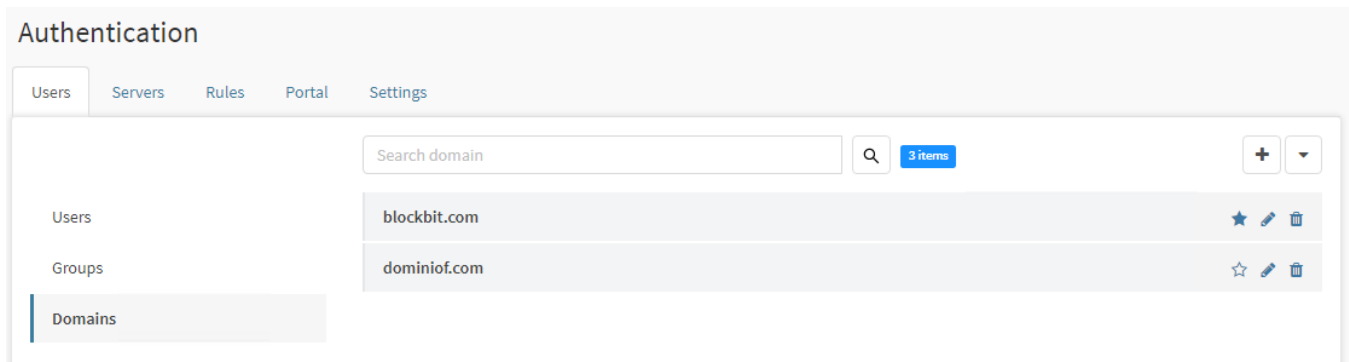 Authentication
Users Servers Rules Portal Settings
Search domain 3 items
Users
Groups
Domains
blockbit.com
dominiof.com